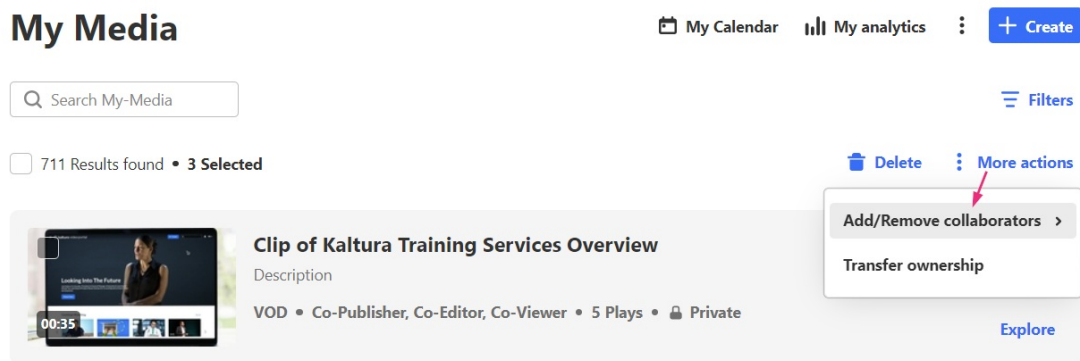 My Media
My Calendar
My analytics
Create
Search My-Media
Filters
711 Results found • 3 Selected
Delete
More actions
Add/Remove collaborators
Transfer ownership
Looking Into The Future
00:35
Clip of Kaltura Training Services Overview
Description
VOD • Co-Publisher, Co-Editor, Co-Viewer • 5 Plays • Private
Explore